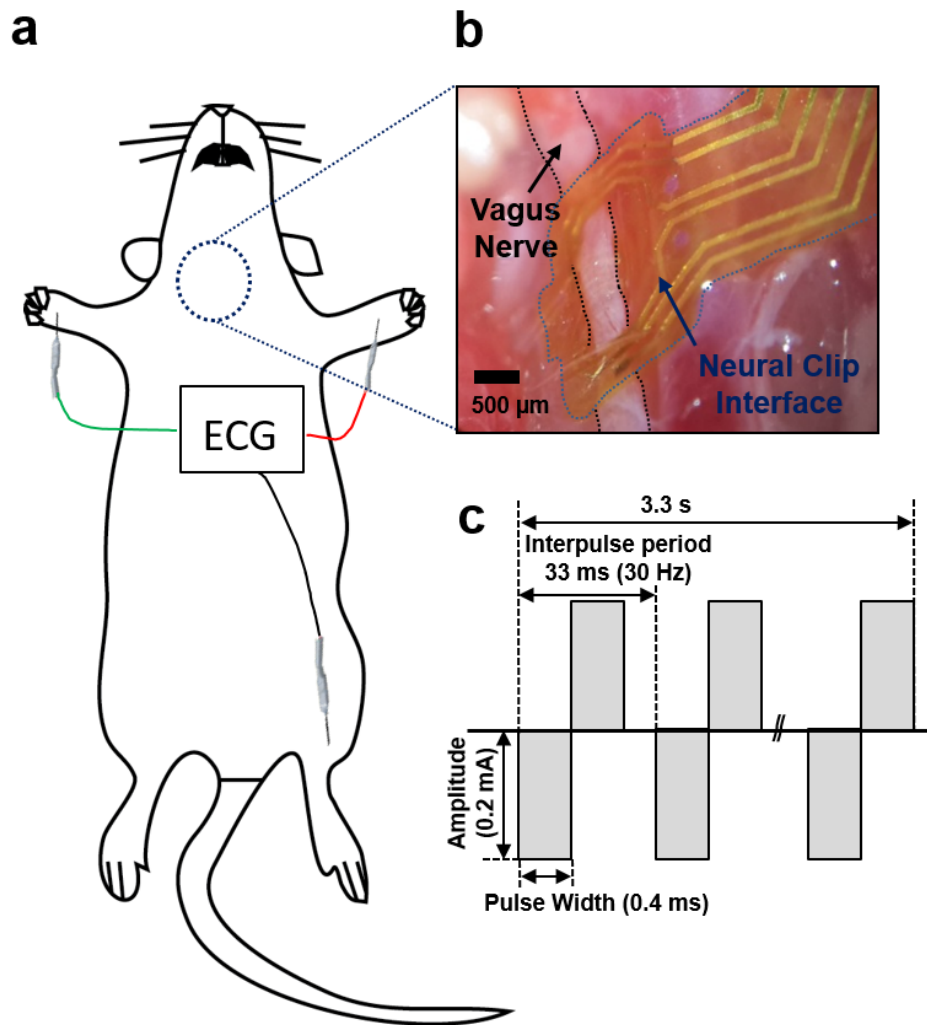 a
ECG
b
Vagus
Nerve
500 µm
Neural Clip
Interface
c
3.3 s
Interpulse period
33 ms (30 Hz)
Amplitude
(0.2 mA)
Pulse Width (0.4 ms)